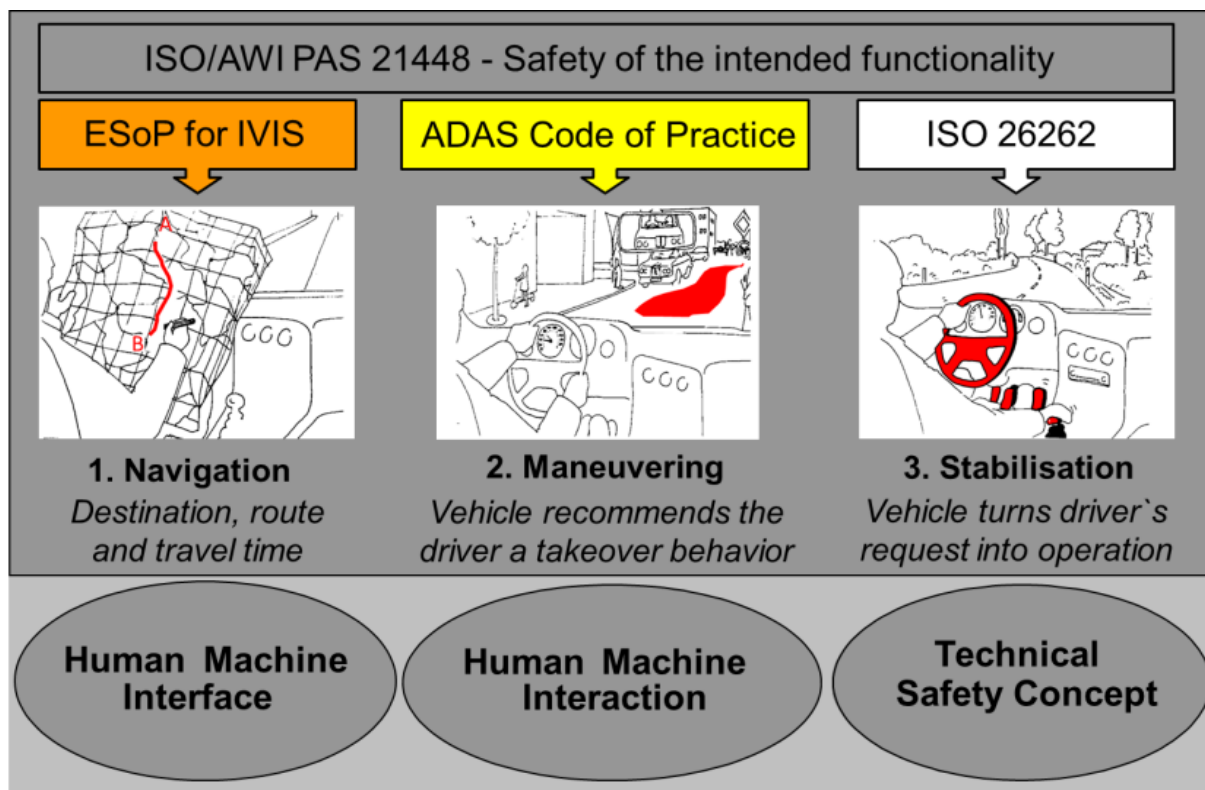 ISO/AWI PAS 21448 - Safety of the intended functionality
ESoP for IVIS
ADAS Code of Practice
ISO 26262
A
B
1. Navigation
Destination, route
and travel time
2. Maneuvering
Vehicle recommends the
driver a takeover behavior
3. Stabilisation
Vehicle turns driver`s
request into operation
Human Machine
Interface
Human Machine
Interaction
Technical
Safety Concept